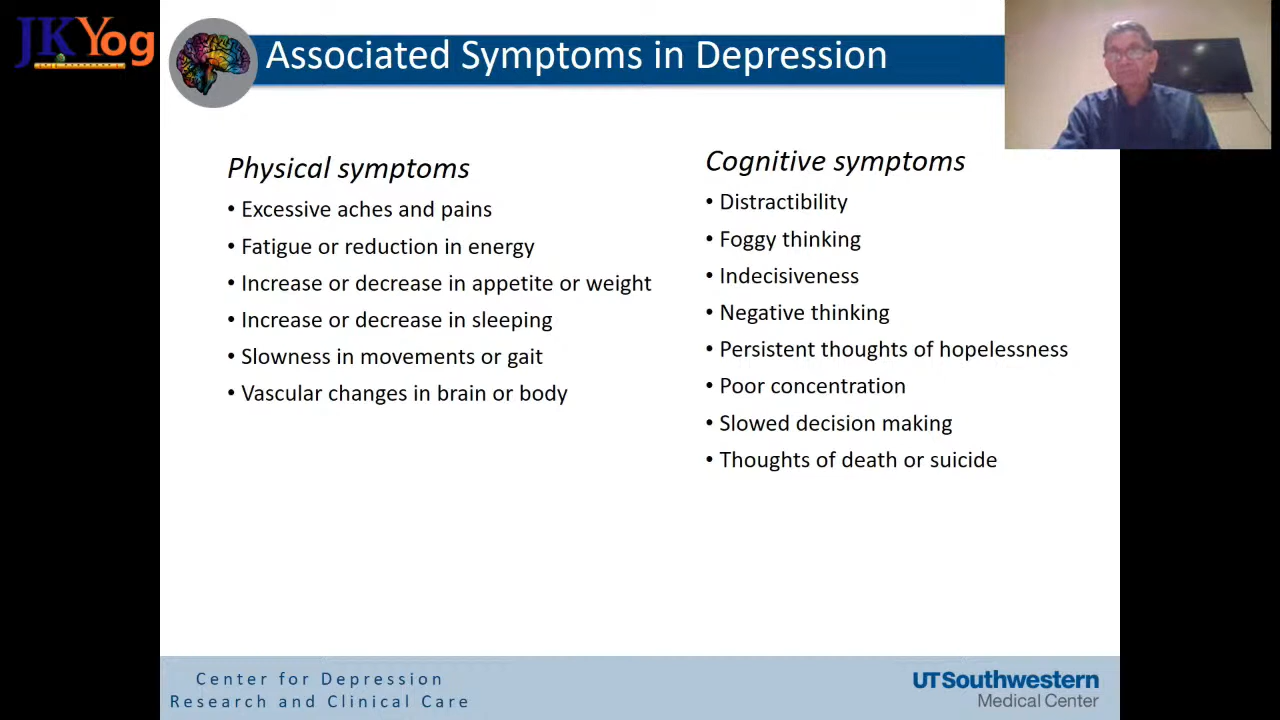 JKYog
Associated Symptoms in Depression
Physical symptoms
• Excessive aches and pains
• Fatigue or reduction in energy
• Increase or decrease in appetite or weight
• Increase or decrease in sleeping
• Slowness in movements or gait
• Vascular changes in brain or body
Cognitive symptoms
• Distractibility
• Foggy thinking
• Indecisiveness
• Negative thinking
• Persistent thoughts of hopelessness
• Poor concentration
• Slowed decision making
• Thoughts of death or suicide
Center for Depression
Research and Clinical Care
UTSouthwestern
Medical Center